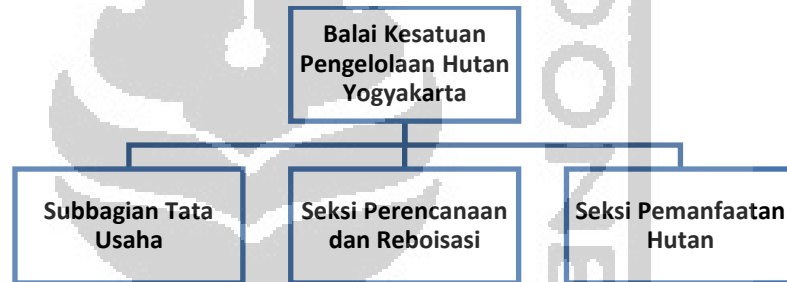 Balai Kesatuan
Pengelolaan Hutan
Yogyakarta
Subbagian Tata
Usaha
Seksi Perencanaan
dan Reboisasi
Seksi Pemanfaatan
Hutan